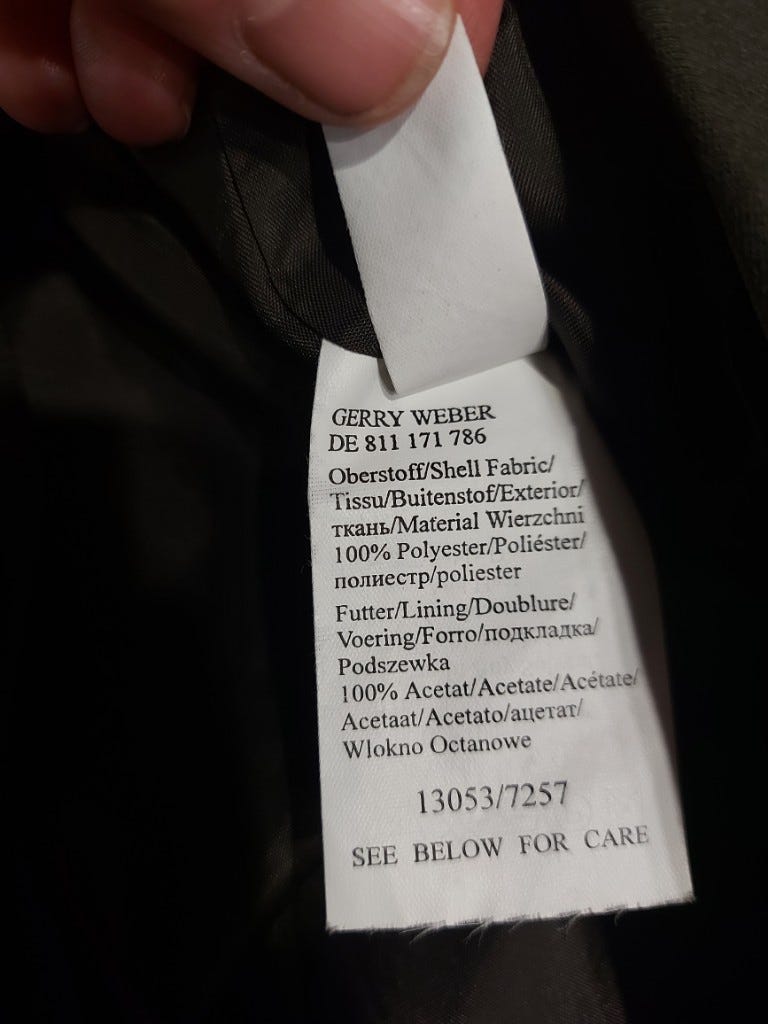 GERRY WEBER
DE 811 171 786
Oberstoff/Shell Fabric/
Tissu/Buitenstof/Exterior/
ткань/Material Wierzchni
100% Polyester/Poliéster/
полиестр/poliester
Futter/Lining/Doublure/
Voering/Forro/подкладка/
Podszewka
100% Acetat/Acetate/Acétate/
Acetaat/Acetato/ацетат/
Wlokno Octanowe
13053/7257
SEE BELOW FOR CARE